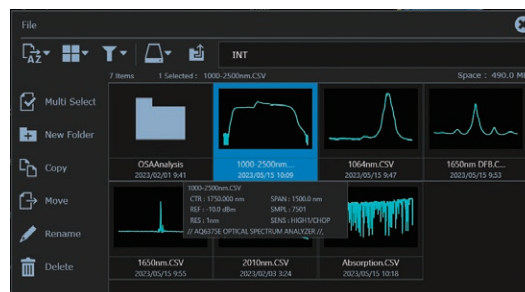 File
AZ
INT
7 Items 1 Selected : 1000-2500nm.CSV Space : 490.0 M
Multi Select
New Folder
Copy
Move
Rename
Delete
OSAAnalysis
2023/02/01 9:41
1000-2500nm...
2023/05/15 10:09
1064nm.CSV
2023/05/15 9:47
1650nm DFB.C...
2023/05/15 9:53
1000-2500nm.CSV
CTR : 1750.000 nm SPAN : 1500.0 nm
REF : -10.0 dBm SMPL : 7501
RES : 1nm SENS : HIGH1/CHOP
// AQ6375E OPTICAL SPECTRUM ANALYZER //,
1650nm.CSV
2023/05/15 9:55
2010nm.CSV
2023/02/03 3:24
Absorption.CSV
2023/05/15 10:18